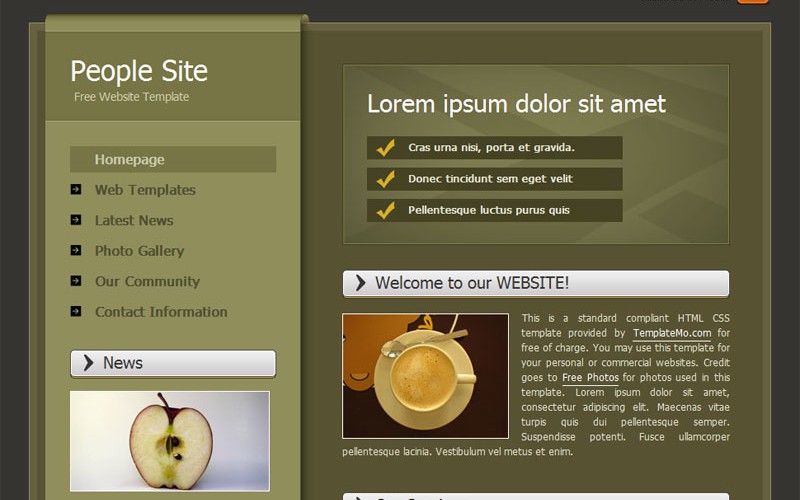 People Site
Free Website Template
Homepage
Web Templates
Latest News
Photo Gallery
Our Community
Contact Information
News
Lorem ipsum dolor sit amet
Cras urna nisi, porta et gravida.
Donec tincidunt sem eget velit
Pellentesque luctus purus quis
Welcome to our WEBSITE!
This is a standard compliant HTML CSS
template provided by TemplateMo.com for
free of charge. You may use this template for
your personal or commercial websites. Credit
goes to Free Photos for photos used in this
template. Lorem ipsum dolor sit amet,
consectetur adipiscing elit. Maecenas vitae
turpis quis dui pellentesque semper.
Suspendisse potenti. Fusce ullamcorper
pellentesque lacinia. Vestibulum vel metus et enim.